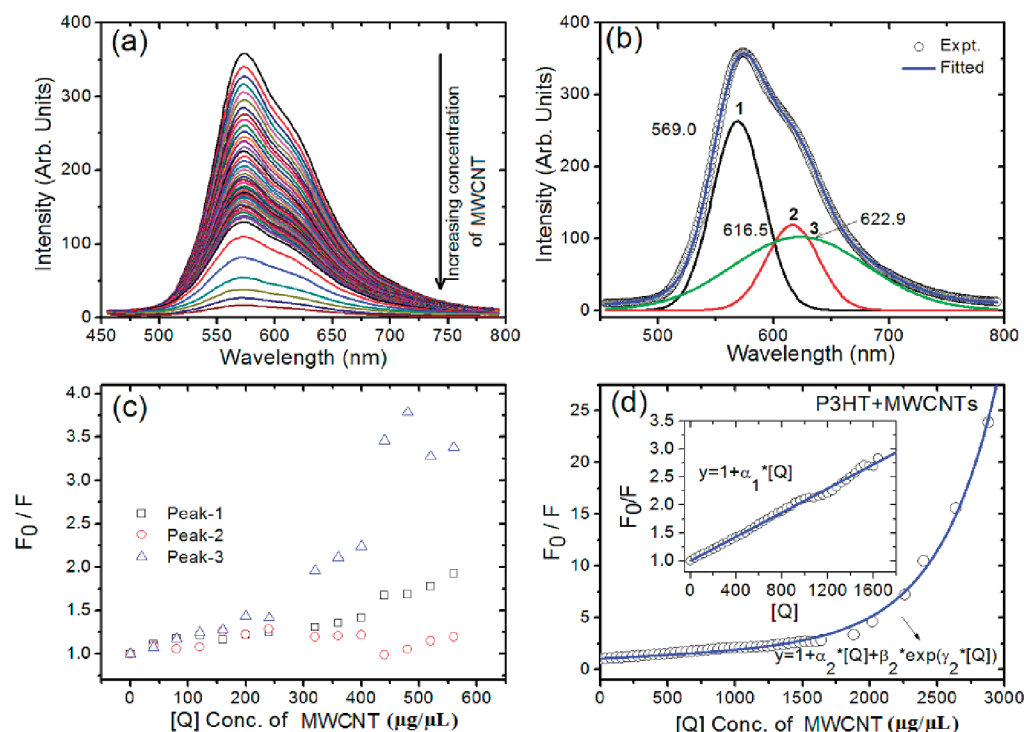 (a)
400
300
200
100
0
450 500 550 600 650 700 750 800
Intensity (Arb. Units)
Wavelength (nm)
Increasing concentration
of MWCNT
(b)
400
300
200
100
0
500 600 700 800
Intensity (Arb. Units)
Wavelength (nm)
Expt.
Fitted
569.0
1
616.5
2
3
622.9
(c)
4.0
3.5
3.0
2.5
2.0
1.5
1.0
0 100 200 300 400 500 600
F0 / F
[Q] Conc. of MWCNT (µg/µL)
Peak-1
Peak-2
Peak-3
(d)
P3HT+MWCNTs
25
20
15
10
5
0
0 500 1000 1500 2000 2500 3000
F0 / F
[Q] Conc. of MWCNT (µg/µL)
y=1+α1*[Q]
3.5
3.0
2.5
2.0
1.5
1.0
0 400 800 1200 1600
F0/F
[Q]
y=1+α2*[Q]+β2*exp(γ2*[Q])